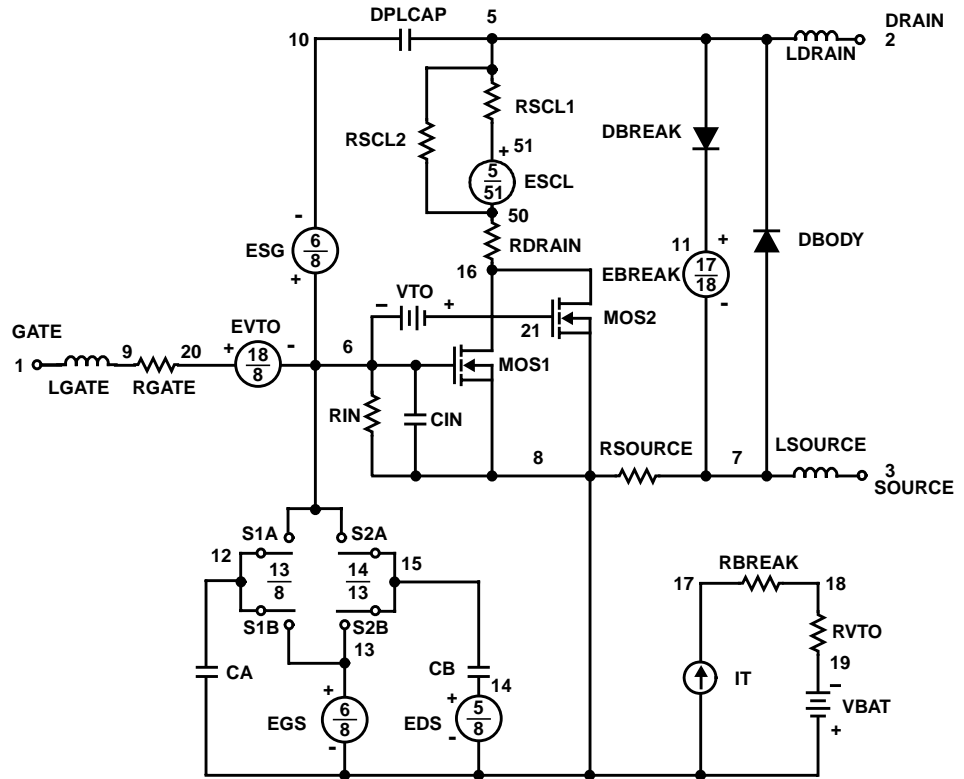 DPLCAP 5 DRAIN
10 2
LDRAIN
RSCL1
RSCL2 DBREAK
+ 51
5
51
ESCL
- 50
ESG 6
8
+
RDRAIN
11 +
EBREAK 17
18
-
DBODY
16
VTO
- +
21 MOS2
GATE
1 9 20 EVTO
+ 18
8
- 6
MOS1
LGATE RGATE
RIN CIN
8 RSOURCE 7 LSOURCE
3
SOURCE
S1A S2A
12 13
8
14
13
15
S1B S2B
13
CA CB
14
+ +
EGS 6
8
EDS 5
8
- -
RBREAK
17 18
RVTO
19
IT -
VBAT
+